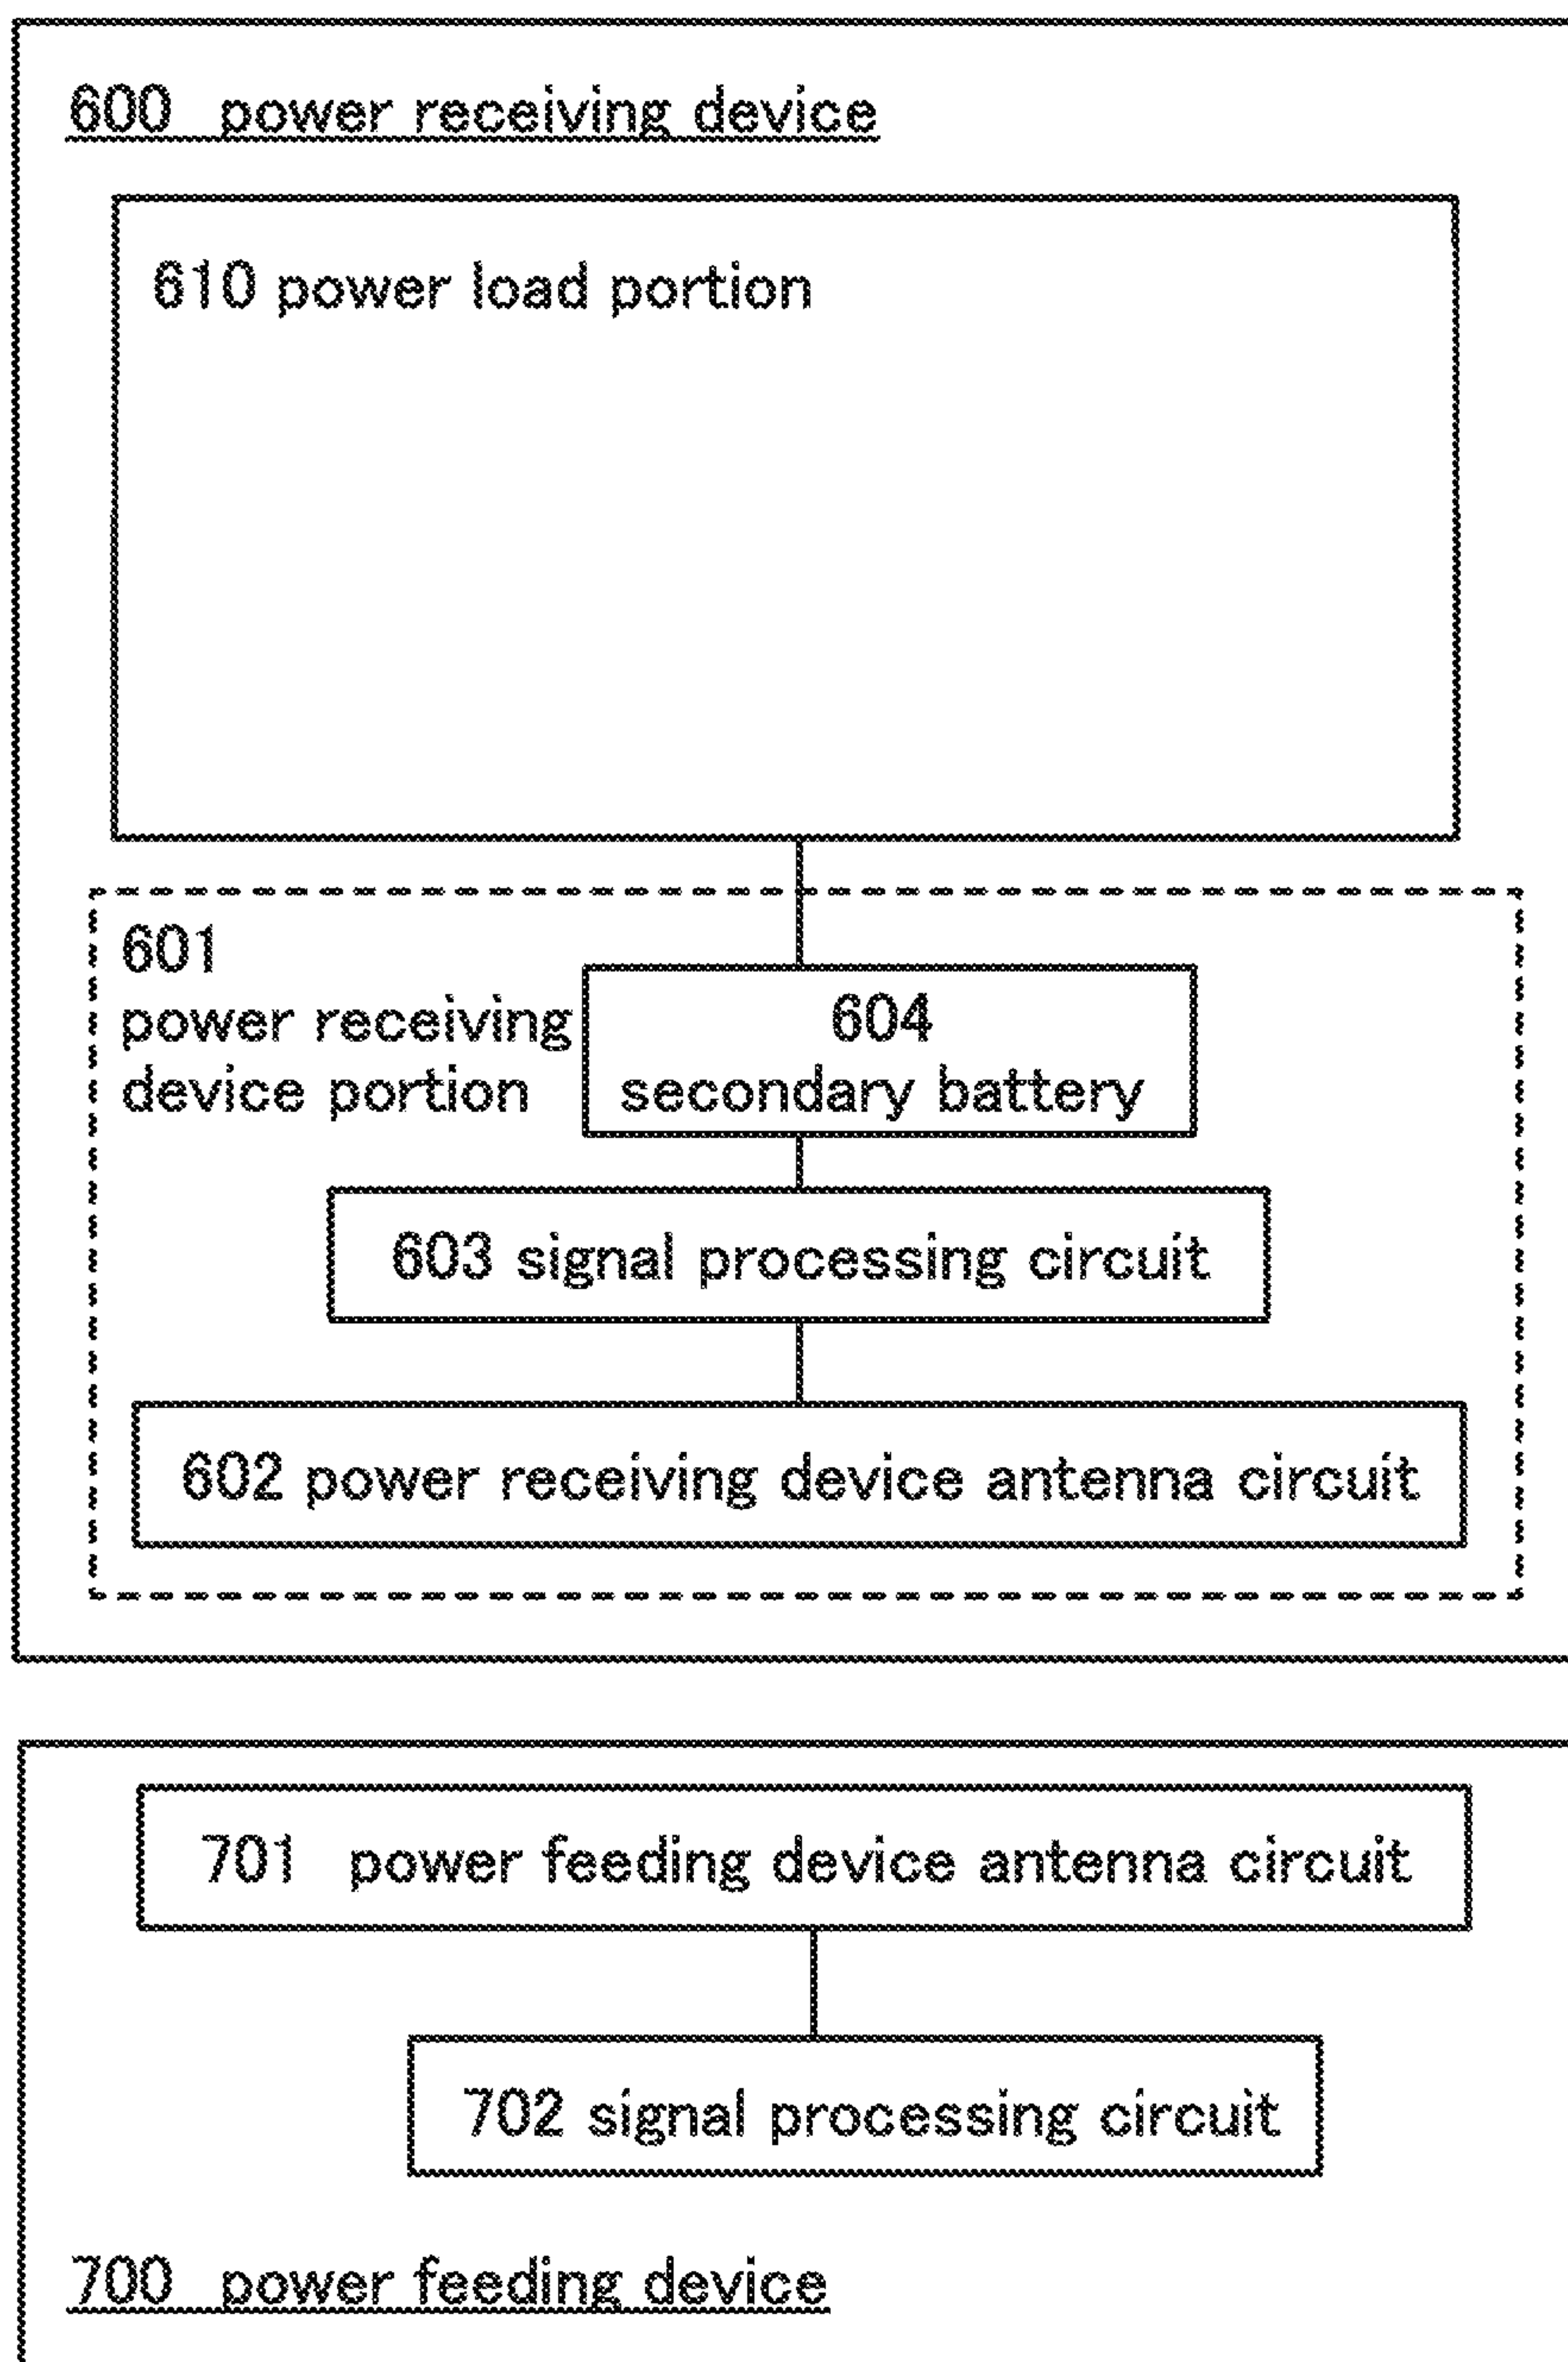 600 power receiving device
610 power load portion
601
power receiving
device portion
604
secondary battery
603 signal processing circuit
602 power receiving device antenna circuit
701 power feeding device antenna circuit
702 signal processing circuit
700 power feeding device